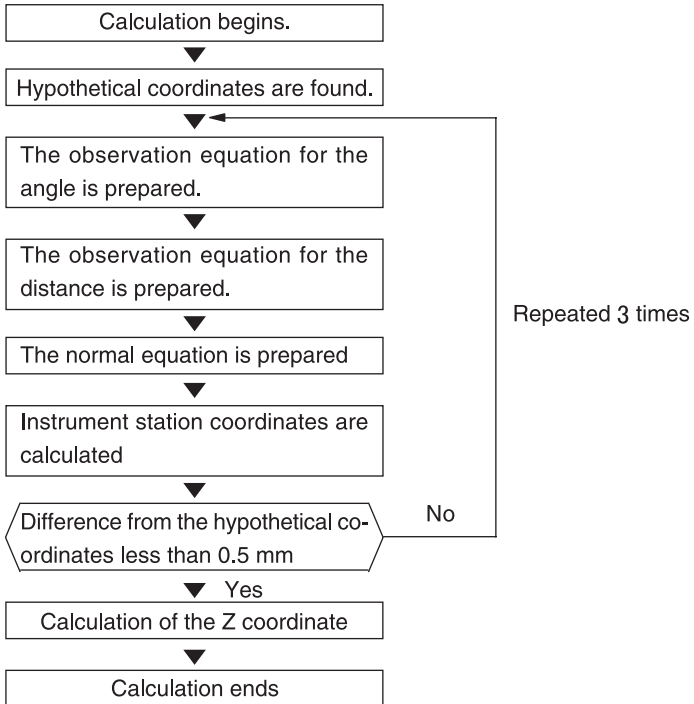 Calculation begins.
Hypothetical coordinates are found.
The observation equation for the
angle is prepared.
The observation equation for the
distance is prepared.
Repeated 3 times
The normal equation is prepared
Instrument station coordinates are
calculated
Difference from the hypothetical co-
ordinates less than 0.5 mm
No
Yes
Calculation of the Z coordinate
Calculation ends